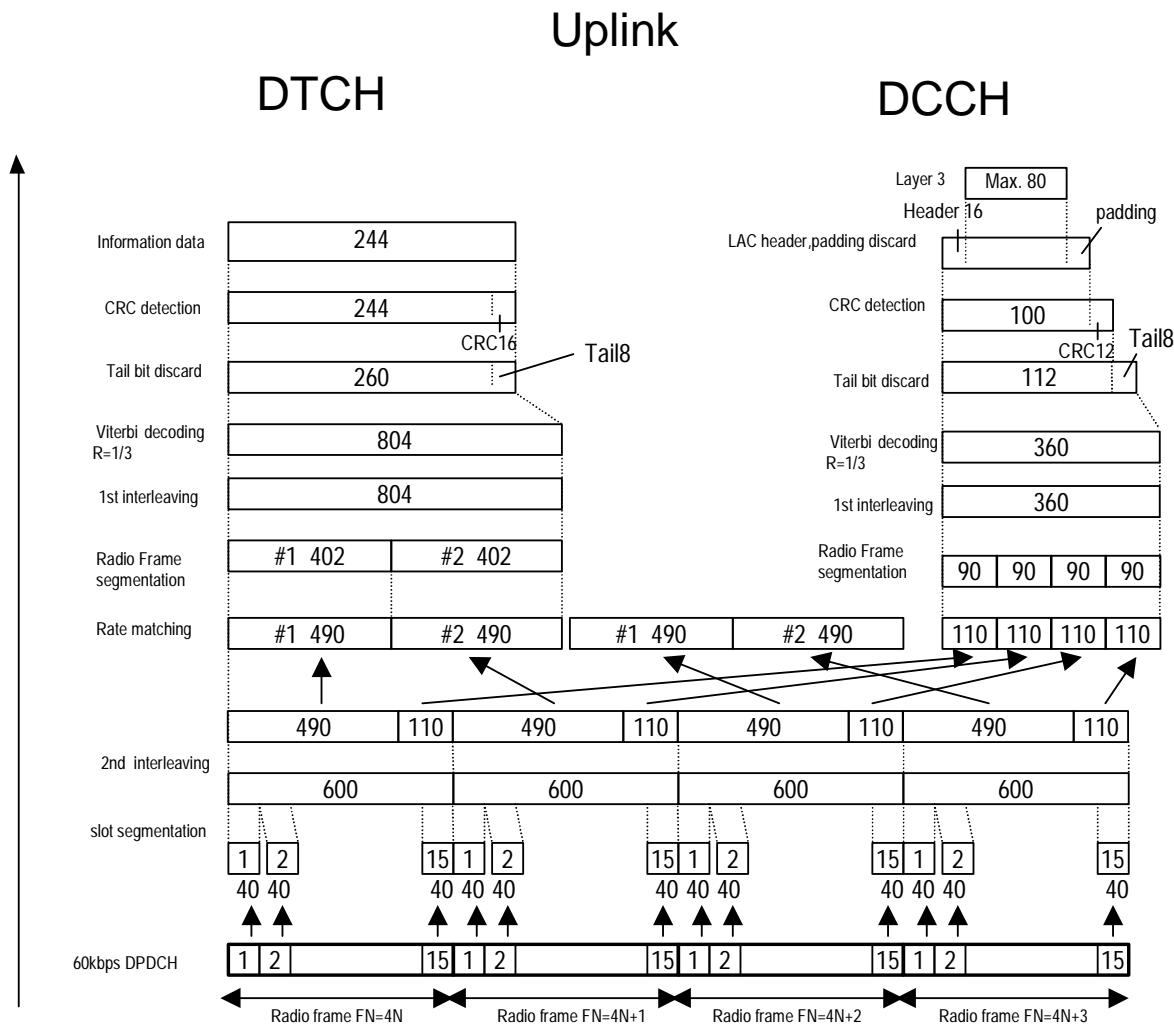 Uplink
DTCH DCCH
Layer 3 Max. 80
Header 16 padding
Information data 244 LAC header,padding discard
CRC detection 244 CRC detection 100
CRC16 Tail8 CRC12 Tail8
Tail bit discard 260 Tail bit discard 112
Viterbi decoding R=1/3 804 Viterbi decoding R=1/3 360
1st interleaving 804 1st interleaving 360
Radio Frame segmentation #1 402 #2 402 Radio Frame segmentation 90 90 90 90
Rate matching #1 490 #2 490 #1 490 #2 490 110 110 110 110
490 110 490 110 490 110 490 110
2nd interleaving
600 600 600 600
slot segmentation
1 2 15 1 2 15 1 2 15 1 2 15
40 40 40 40 40 40 40 40 40 40 40 40
60kbps DPDCH 1 2 15 1 2 15 1 2 15 1 2 15
Radio frame FN=4N Radio frame FN=4N+1 Radio frame FN=4N+2 Radio frame FN=4N+3